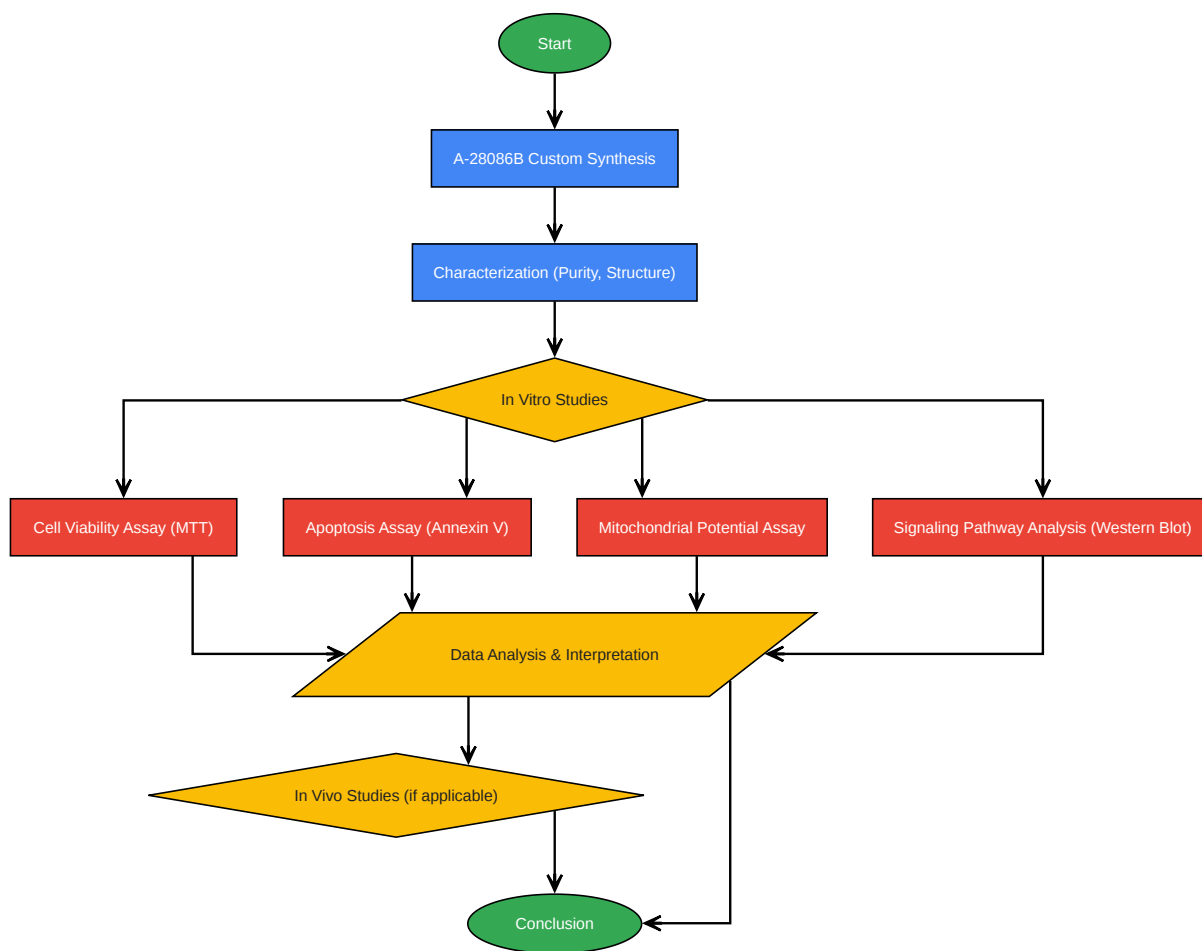 Start
A-28086B Custom Synthesis
Characterization (Purity, Structure)
In Vitro Studies
Cell Viability Assay (MTT)
Apoptosis Assay (Annexin V)
Mitochondrial Potential Assay
Signaling Pathway Analysis (Western Blot)
Data Analysis & Interpretation
In Vivo Studies (if applicable)
Conclusion